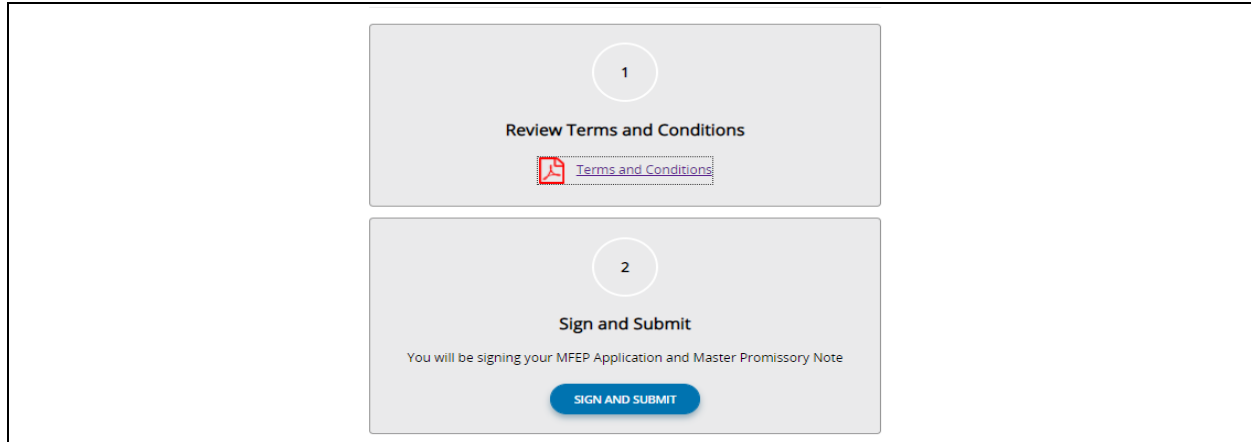 1
Review Terms and Conditions
Terms and Conditions
2
Sign and Submit
You will be signing your MFEP Application and Master Promissory Note
SIGN AND SUBMIT